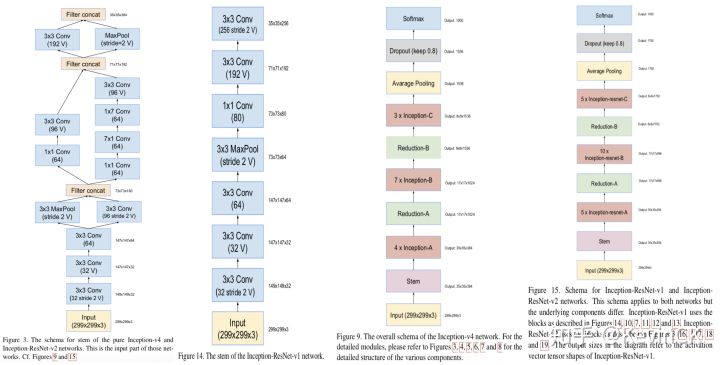 Filter concat
35x35x384
3x3 Conv
(192 V)
MaxPool
(stride=2 V)
Filter concat
71x71x192
3x3 Conv
(96 V)
1x7 Conv
(64)
3x3 Conv
(96 V)
7x1 Conv
(64)
1x1 Conv
(64)
1x1 Conv
(64)
Filter concat
73x73x160
3x3 MaxPool
(stride 2 V)
3x3 Conv
(96 stride 2 V)
3x3 Conv
(64)
147x147x64
3x3 Conv
(32 V)
147x147x32
3x3 Conv
(32 stride 2 V)
149x149x32
Input
(299x299x3)
299x299x3
Figure 3. The schema for stem of the pure Inception-v4 and
Inception-ResNet-v2 networks. This is the input part of those net-
works. Cf. Figures 9 and 15
3x3 Conv
(256 stride 2 V)
35x35x256
3x3 Conv
(192 V)
71x71x192
1x1 Conv
(80)
73x73x80
3x3 MaxPool
(stride 2 V)
73x73x64
3x3 Conv
(64)
147x147x64
3x3 Conv
(32 V)
147x147x32
3x3 Conv
(32 stride 2 V)
149x149x32
Input
(299x299x3)
299x299x3
Figure 14. The stem of the Inception-ResNet-v1 network.
Softmax
Output: 1000
Dropout (keep 0.8)
Output: 1536
Avarage Pooling
Output: 1536
3 x Inception-C
Output: 8x8x1536
Reduction-B
Output: 8x8x1536
7 x Inception-B
Output: 17x17x1024
Reduction-A
Output: 17x17x1024
4 x Inception-A
Output: 35x35x384
Stem
Output: 35x35x384
Input (299x299x3)
299x299x3
Figure 9. The overall schema of the Inception-v4 network. For the
detailed modules, please refer to Figures 3, 4, 5, 6, 7 and 8 for the
detailed structure of the various components.
Softmax
Output: 1000
Dropout (keep 0.8)
Output: 1792
Average Pooling
Output: 1792
5 x Inception-resnet-C
Output: 8x8x1792
Reduction-B
Output: 8x8x1792
10 x
Inception-resnet-B
Output: 17x17x896
Reduction-A
Output: 17x17x896
5 x Inception-resnet-A
Output: 35x35x256
Stem
Output: 35x35x256
Input (299x299x3)
299x299x3
Figure 15. Schema for Inception-ResNet-v1 and Inception-
ResNet-v2 networks. This schema applies to both networks but
the underlying components differ. Inception-ResNet-v1 uses the
blocks as described in Figures 14, 10, 7, 11, 12 and 13. Inception-
18
and 19. The output sizes in the diagram refer to the activation
vector tensor shapes of Inception-ResNet-v1.